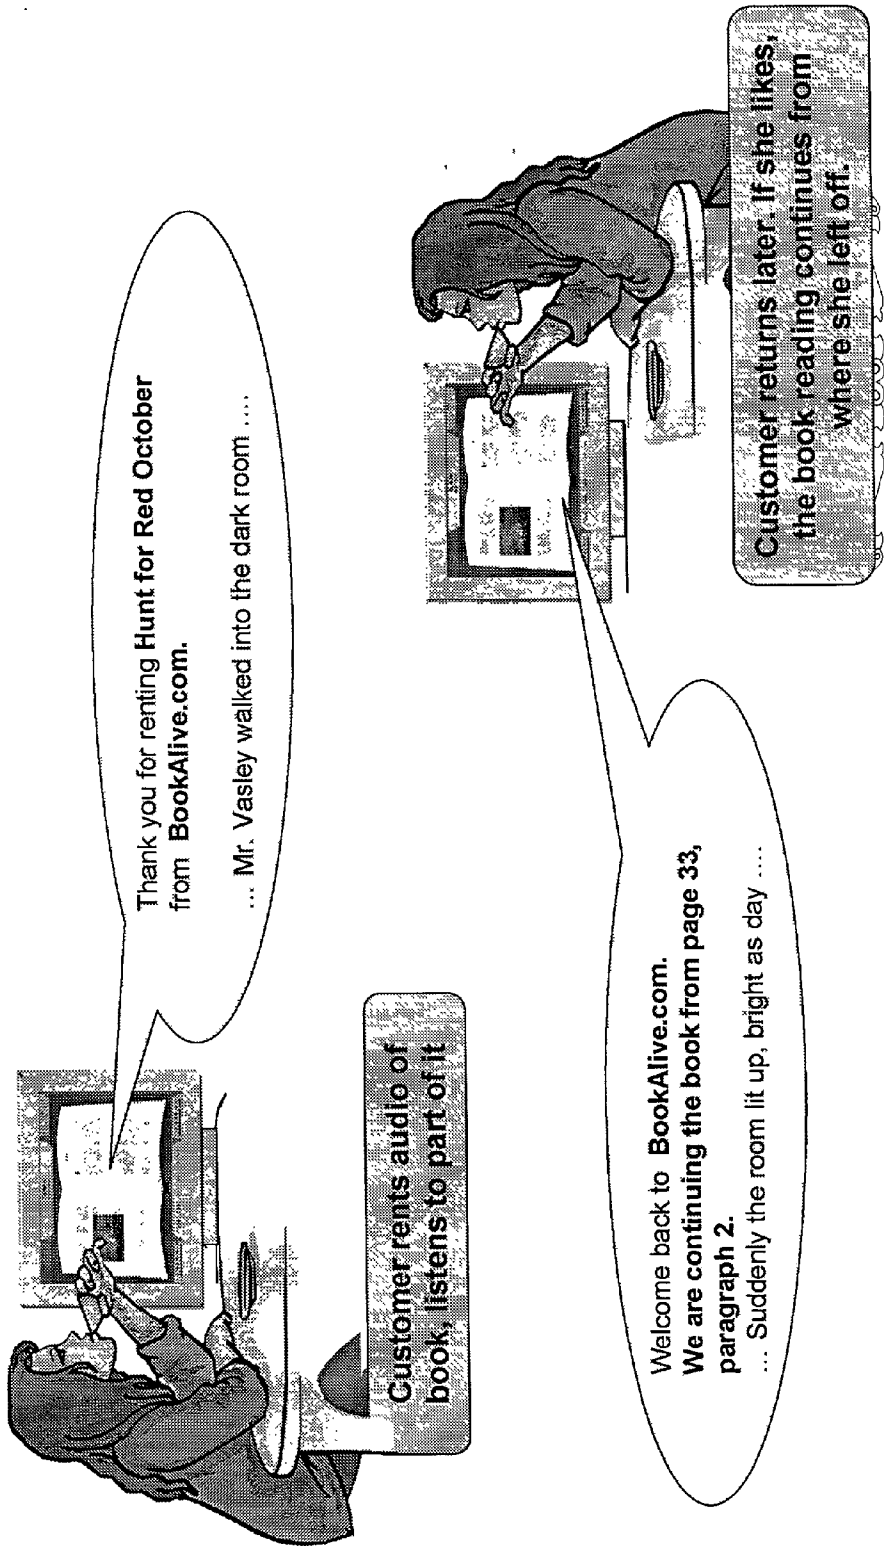 Thank you for renting Hunt for Red October
from BookAlive.com.
... Mr. Vasley walked into the dark room ....
Customer rents audio of
book, listens to part of it
Welcome back to BookAlive.com.
We are continuing the book from page 33,
paragraph 2.
... Suddenly the room lit up, bright as day ....
Customer returns later. If she likes,
the book reading continues from
where she left off.